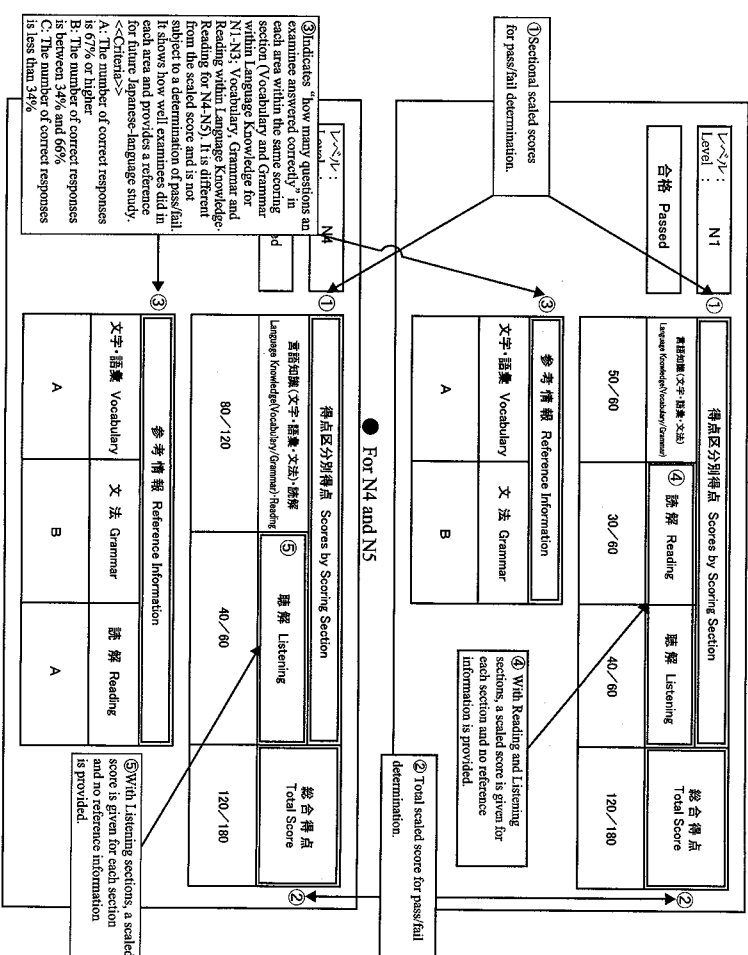 レベル：
Level :
N1
合格 Passed
①
得点区分別得点 Scores by Scoring Section
言語知識(文字・語彙・文法)
Language Knowledge(Vocabulary/Grammar)
④ 読解 Reading
聴解 Listening
総合得点
Total Score
50／60
30／60
40／60
120／180
②
③
参考情報 Reference Information
文字・語彙 Vocabulary
文法 Grammar
A
B
①Sectional scaled scores
for pass/fail determination.
④ With Reading and Listening
sections, a scaled score is given for
each section and no reference
information is provided.
② Total scaled score for pass/fail
determination.
● For N4 and N5
レベル：
N4
①
得点区分別得点 Scores by Scoring Section
言語知識(文字・語彙・文法)・読解
Language Knowledge(Vocabulary/Grammar)・Reading
⑤ 聴解 Listening
総合得点
Total Score
80／120
40／60
120／180
②
③
参考情報 Reference Information
文字・語彙 Vocabulary
文法 Grammar
読解 Reading
A
B
A
③Indicates "how many questions an
examinee answered correctly" in
each area within the same scoring
section (Vocabulary and Grammar
within Language Knowledge for
N1-N3; Vocabulary, Grammar and
Reading within Language Knowledge·
Reading for N4-N5). It is different
from the scaled score and is not
subject to a determination of pass/fail.
It shows how well examinees did in
each area and provides a reference
for future Japanese-language study.
<<Criteria>>
A: The number of correct responses
is 67% or higher
B: The number of correct responses
is between 34% and 66%
C: The number of correct responses
is less than 34%
⑤With Listening sections, a scaled
score is given for each section
and no reference information
is provided.